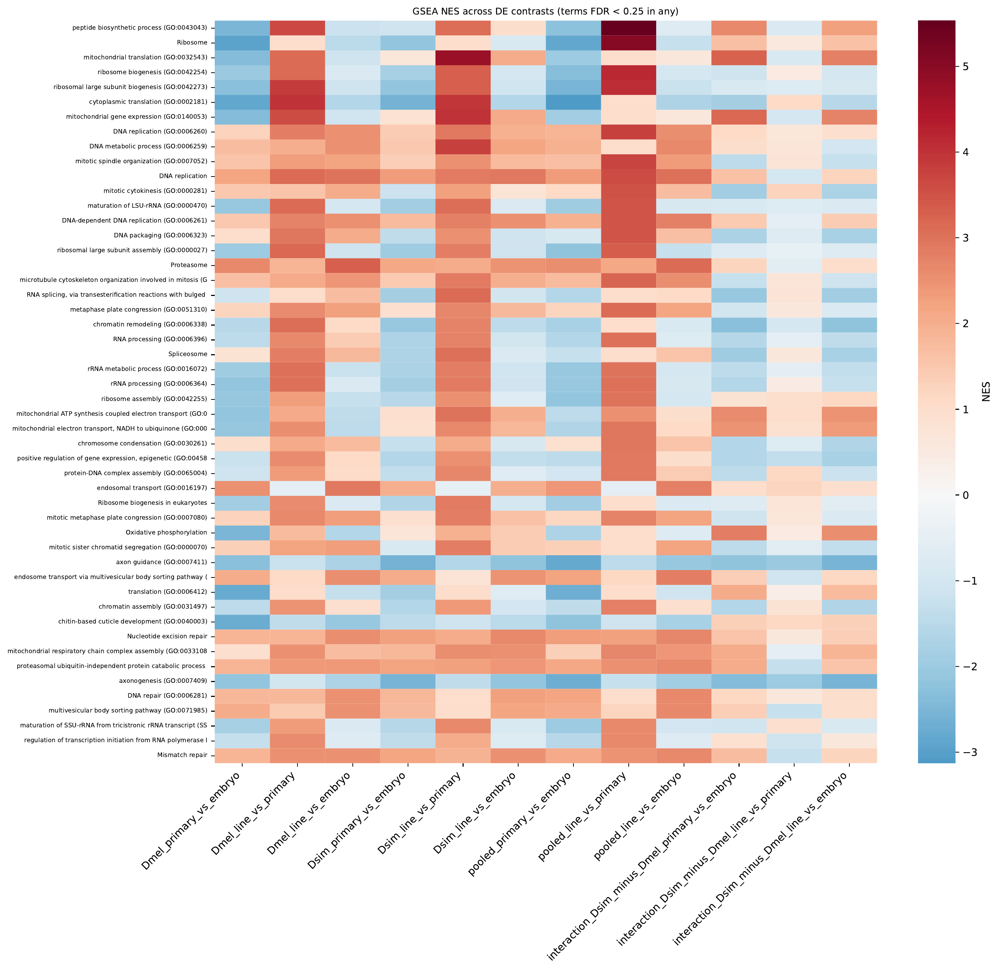 GSEA NES across DE contrasts (terms FDR < 0.25 in any)
peptide biosynthetic process (GO:0043043)
Ribosome
mitochondrial translation (GO:0032543)
ribosome biogenesis (GO:0042254)
ribosomal large subunit biogenesis (GO:0042273)
cytoplasmic translation (GO:0002181)
mitochondrial gene expression (GO:0140053)
DNA replication (GO:0006260)
DNA metabolic process (GO:0006259)
mitotic spindle organization (GO:0007052)
DNA replication
mitotic cytokinesis (GO:0000281)
maturation of LSU-rRNA (GO:0000470)
DNA-dependent DNA replication (GO:0006261)
DNA packaging (GO:0006323)
ribosomal large subunit assembly (GO:0000027)
Proteasome
microtubule cytoskeleton organization involved in mitosis (G
RNA splicing, via transesterification reactions with bulged
metaphase plate congression (GO:0051310)
chromatin remodeling (GO:0006338)
RNA processing (GO:0006396)
Spliceosome
rRNA metabolic process (GO:0016072)
rRNA processing (GO:0006364)
ribosome assembly (GO:0042255)
mitochondrial ATP synthesis coupled electron transport (GO:0
mitochondrial electron transport, NADH to ubiquinone (GO:000
chromosome condensation (GO:0030261)
positive regulation of gene expression, epigenetic (GO:00458
protein-DNA complex assembly (GO:0065004)
endosomal transport (GO:0016197)
Ribosome biogenesis in eukaryotes
mitotic metaphase plate congression (GO:0007080)
Oxidative phosphorylation
mitotic sister chromatid segregation (GO:0000070)
axon guidance (GO:0007411)
endosome transport via multivesicular body sorting pathway (
translation (GO:0006412)
chromatin assembly (GO:0031497)
chitin-based cuticle development (GO:0040003)
Nucleotide excision repair
mitochondrial respiratory chain complex assembly (GO:0033108
proteasomal ubiquitin-independent protein catabolic process
axonogenesis (GO:0007409)
DNA repair (GO:0006281)
multivesicular body sorting pathway (GO:0071985)
maturation of SSU-rRNA from tricistronic rRNA transcript (SS
regulation of transcription initiation from RNA polymerase I
Mismatch repair
Dmel_primary_vs_embryo
Dmel_line_vs_primary
Dmel_line_vs_embryo
Dsim_primary_vs_embryo
Dsim_line_vs_primary
Dsim_line_vs_embryo
pooled_primary_vs_embryo
pooled_line_vs_primary
pooled_line_vs_embryo
interaction_Dsim_minus_Dmel_primary_vs_embryo
interaction_Dsim_minus_Dmel_line_vs_primary
interaction_Dsim_minus_Dmel_line_vs_embryo
5
4
3
2
1
0
−1
−2
−3
NES